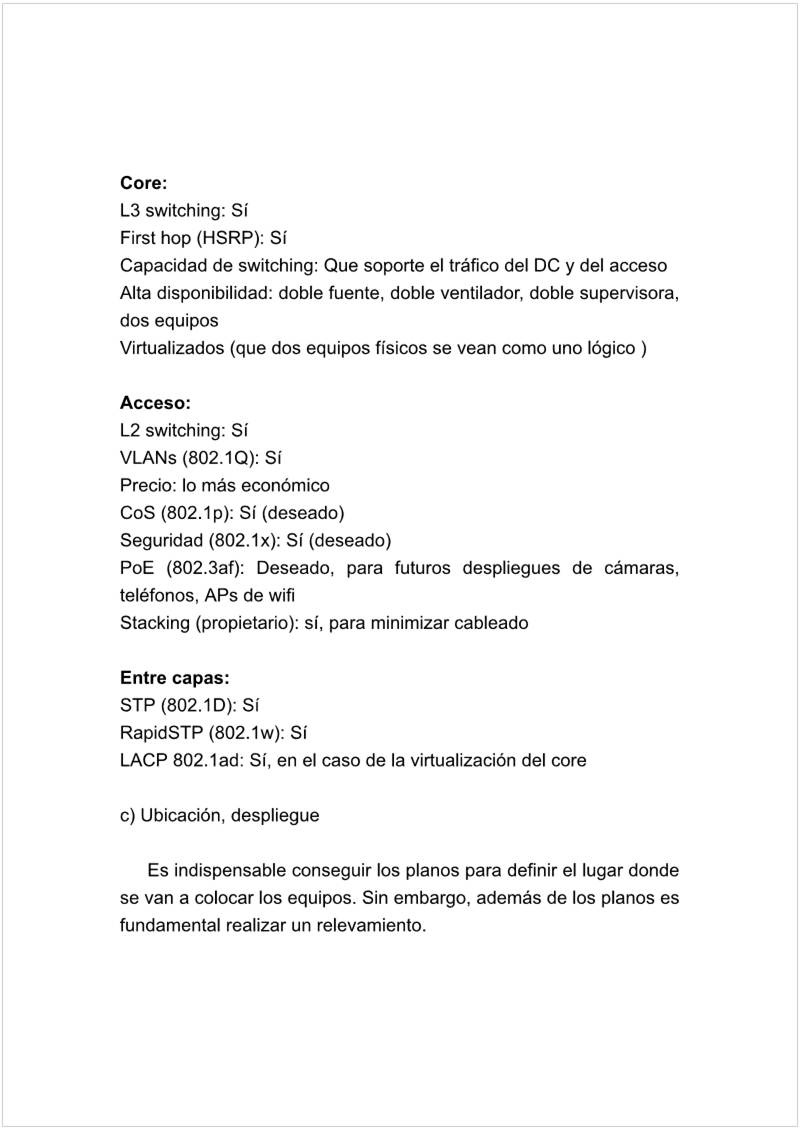 Core:
L3 switching: Sí
First hop (HSRP): Sí
Capacidad de switching: Que soporte el tráfico del DC y del acceso
Alta disponibilidad: doble fuente, doble ventilador, doble supervisora,
dos equipos
Virtualizados (que dos equipos físicos se vean como uno lógico )
Acceso:
L2 switching: Sí
VLANs (802.1Q): Sí
Precio: lo más económico
CoS (802.1p): Sí (deseado)
Seguridad (802.1x): Sí (deseado)
PoE (802.3af): Deseado, para futuros despliegues de cámaras,
teléfonos, APs de wifi
Stacking (propietario): sí, para minimizar cableado
Entre capas:
STP (802.1D): Sí
RapidSTP (802.1w): Sí
LACP 802.1ad: Sí, en el caso de la virtualización del core
c) Ubicación, despliegue
Es indispensable conseguir los planos para definir el lugar donde
se van a colocar los equipos. Sin embargo, además de los planos es
fundamental realizar un relevamiento.